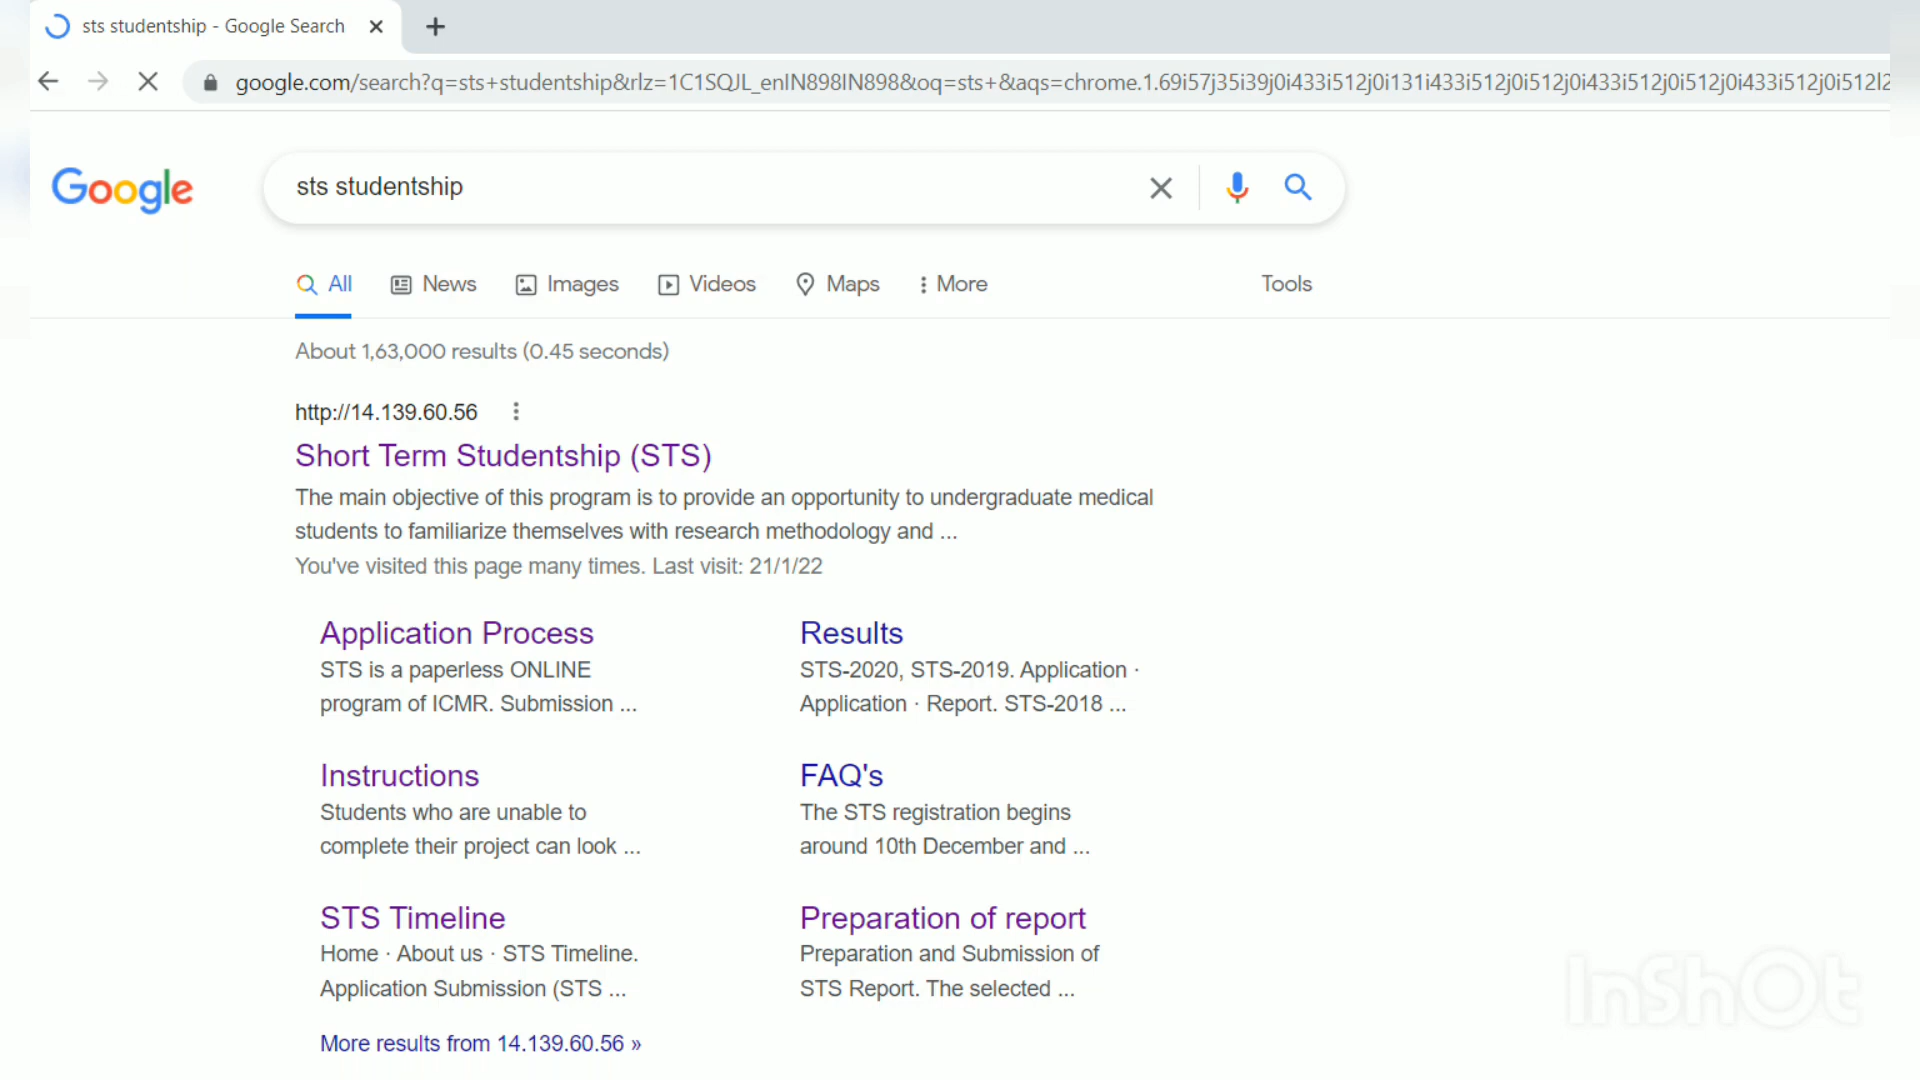 sts studentship - Google Search
google.com/search?q=sts+studentship&rlz=1C1SQJL_enIN898IN898&oq=sts+&aqs=chrome.1.69i57j35i39j0i433i512j0i131i433i512j0i512j0i433i512j0i512j0i433i512j0i512l2
Google
sts studentship
All News Images Videos Maps More Tools
About 1,63,000 results (0.45 seconds)
http://14.139.60.56
Short Term Studentship (STS)
The main objective of this program is to provide an opportunity to undergraduate medical
students to familiarize themselves with research methodology and ...
You've visited this page many times. Last visit: 21/1/22
Application Process
STS is a paperless ONLINE
program of ICMR. Submission ...
Results
STS-2020, STS-2019. Application ·
Application · Report. STS-2018 ...
Instructions
Students who are unable to
complete their project can look ...
FAQ's
The STS registration begins
around 10th December and ...
STS Timeline
Home · About us · STS Timeline.
Application Submission (STS ...
Preparation of report
Preparation and Submission of
STS Report. The selected ...
More results from 14.139.60.56 »
InShOt